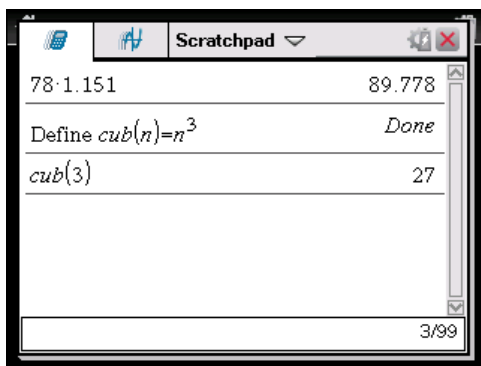 Scratchpad
78·1.151 89.778
Define cub(n)=n³ Done
cub(3) 27
3/99